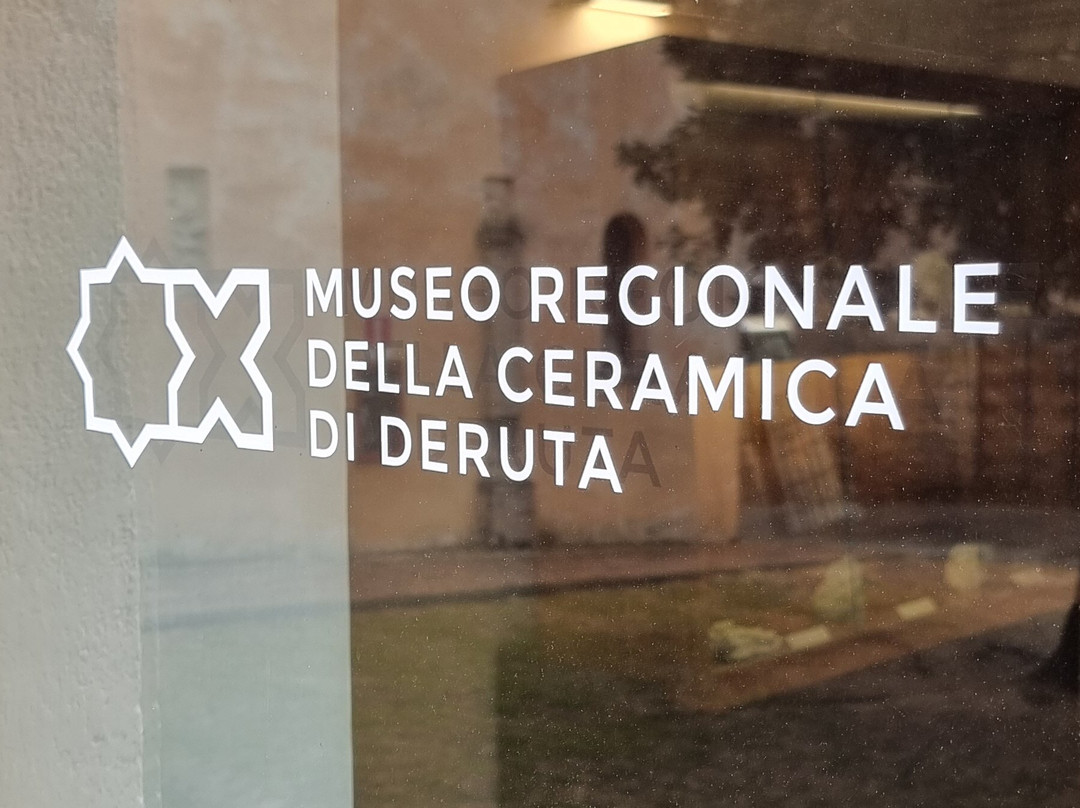 MUSEO REGIONALE
DELLA CERAMICA
DI DERUTA